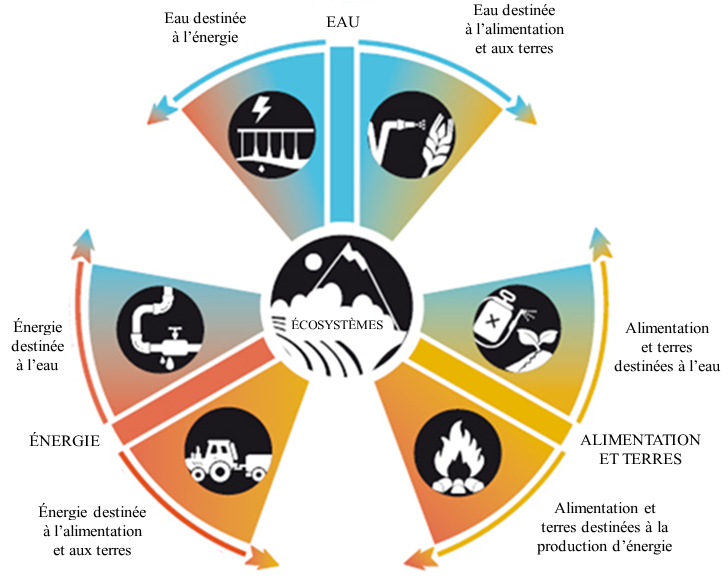 Eau destinée
à l'énergie
EAU
Eau destinée
à l'alimentation
et aux terres
ÉCOSYSTÈMES
Énergie
destinée
à l'eau
Alimentation
et terres
destinées à l'eau
ÉNERGIE
ALIMENTATION
ET TERRES
Énergie destinée
à l'alimentation
et aux terres
Alimentation et
terres destinées à la
production d'énergie